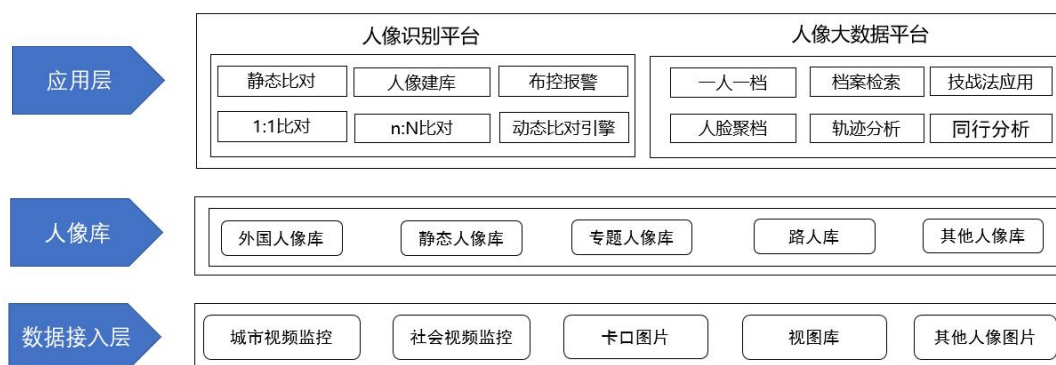 人像识别平台
人像大数据平台
应用层
静态比对
人像建库
布控报警
一人一档
档案检索
技战法应用
1:1比对
n:N比对
动态比对引擎
人脸聚档
轨迹分析
同行分析
人像库
外国人像库
静态人像库
专题人像库
路人库
其他人像库
数据接入层
城市视频监控
社会视频监控
卡口图片
视图库
其他人像图片